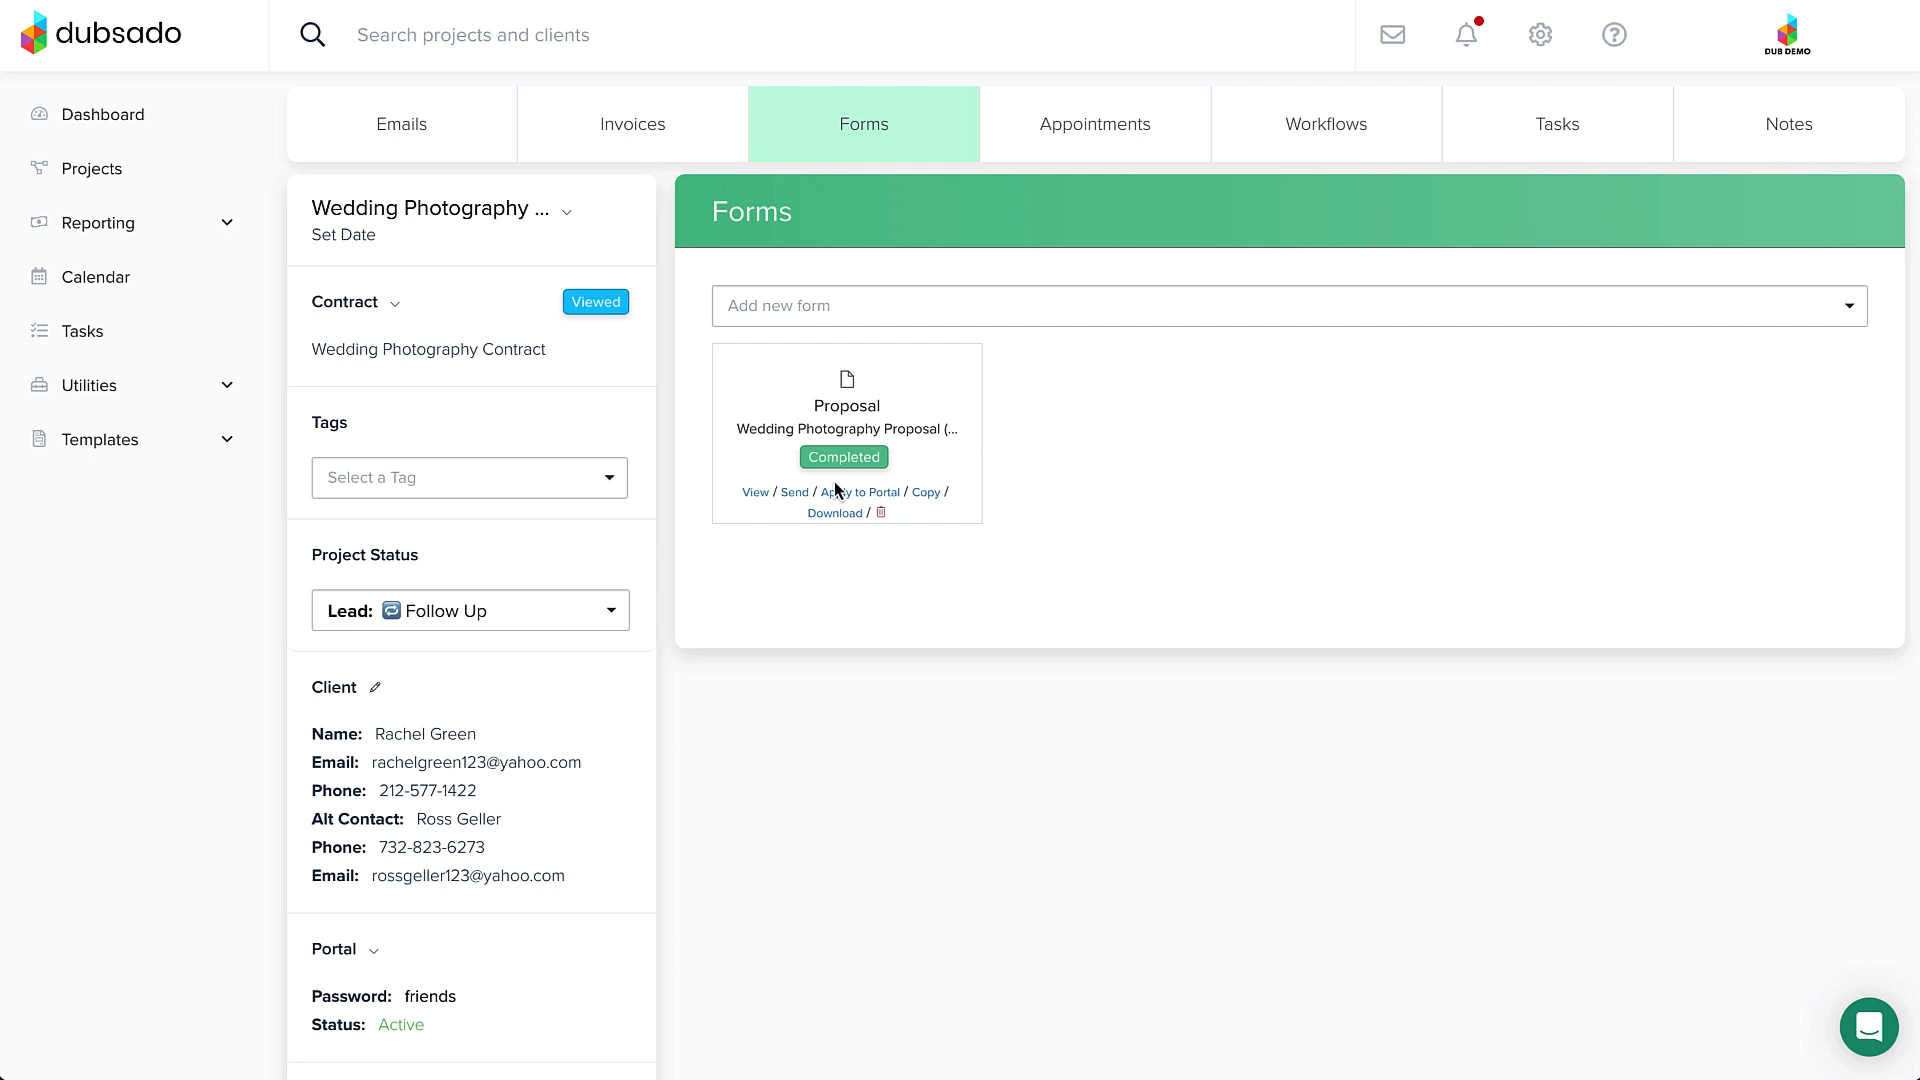 dubsado
Search projects and clients
DUB DEMO
Dashboard
Projects
Reporting
Calendar
Tasks
Utilities
Templates
Emails
Invoices
Forms
Appointments
Workflows
Tasks
Notes
Wedding Photography ...
Set Date
Contract
Viewed
Wedding Photography Contract
Tags
Select a Tag
Project Status
Lead: Follow Up
Client
Name: Rachel Green
Email: rachelgreen123@yahoo.com
Phone: 212-577-1422
Alt Contact: Ross Geller
Phone: 732-823-6273
Email: rossgeller123@yahoo.com
Portal
Password: friends
Status: Active
Forms
Add new form
Proposal
Wedding Photography Proposal (...
Completed
View / Send / Apply to Portal / Copy /
Download /